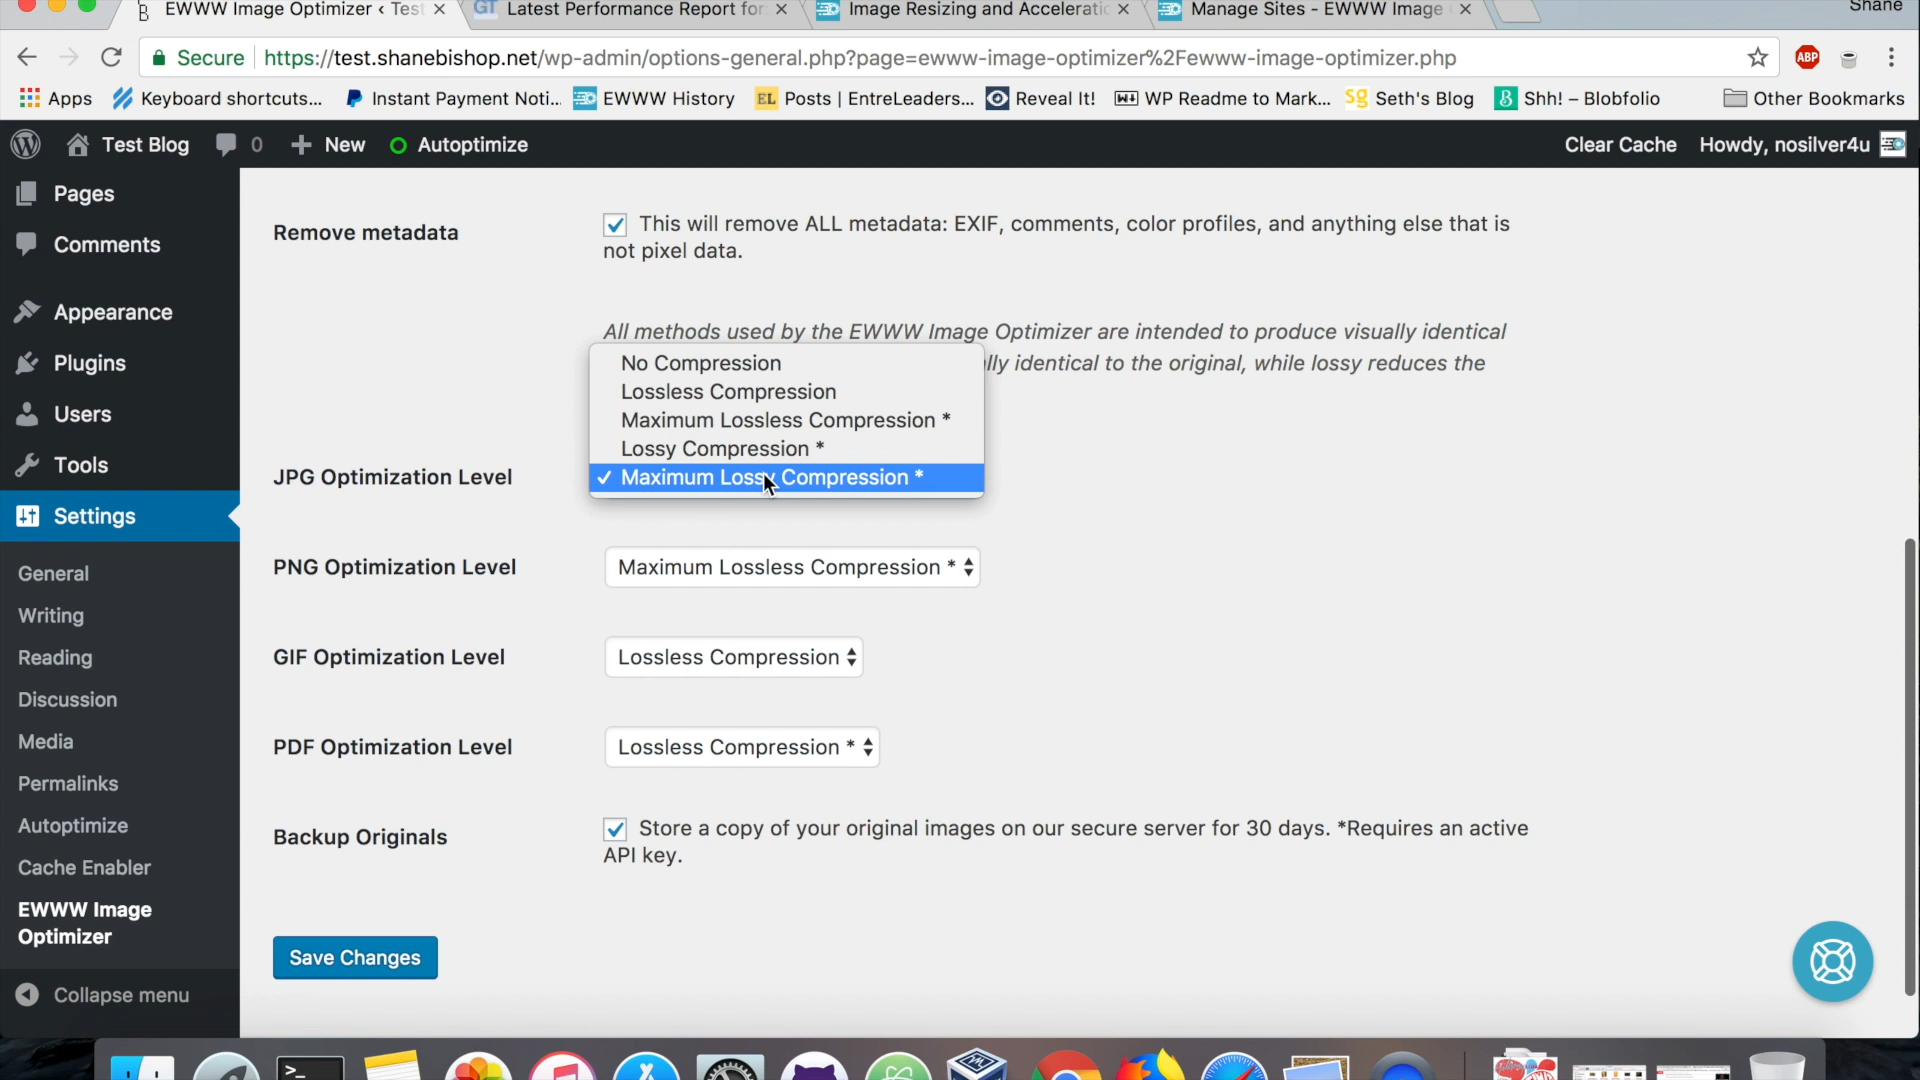 EWWW Image Optimizer ‹ Test
GT Latest Performance Report for
Image Resizing and Acceleratio
Manage Sites - EWWW Image
Shane
Secure https://test.shanebishop.net/wp-admin/options-general.php?page=ewww-image-optimizer%2Fewww-image-optimizer.php
ABP
Apps Keyboard shortcuts... Instant Payment Noti... EWWW History EL Posts | EntreLeaders... Reveal It! WP Readme to Mark... Sg Seth's Blog Shh! – Blobfolio Other Bookmarks
Test Blog 0 New Autoptimize Clear Cache Howdy, nosilver4u
Pages
Comments
Appearance
Plugins
Users
Tools
Settings
General
Writing
Reading
Discussion
Media
Permalinks
Autoptimize
Cache Enabler
EWWW Image
Optimizer
Collapse menu
Remove metadata
This will remove ALL metadata: EXIF, comments, color profiles, and anything else that is
not pixel data.
All methods used by the EWWW Image Optimizer are intended to produce visually identical
lly identical to the original, while lossy reduces the
No Compression
Lossless Compression
Maximum Lossless Compression *
Lossy Compression *
JPG Optimization Level
✓ Maximum Lossy Compression *
PNG Optimization Level
Maximum Lossless Compression *
GIF Optimization Level
Lossless Compression
PDF Optimization Level
Lossless Compression *
Backup Originals
Store a copy of your original images on our secure server for 30 days. *Requires an active
API key.
Save Changes